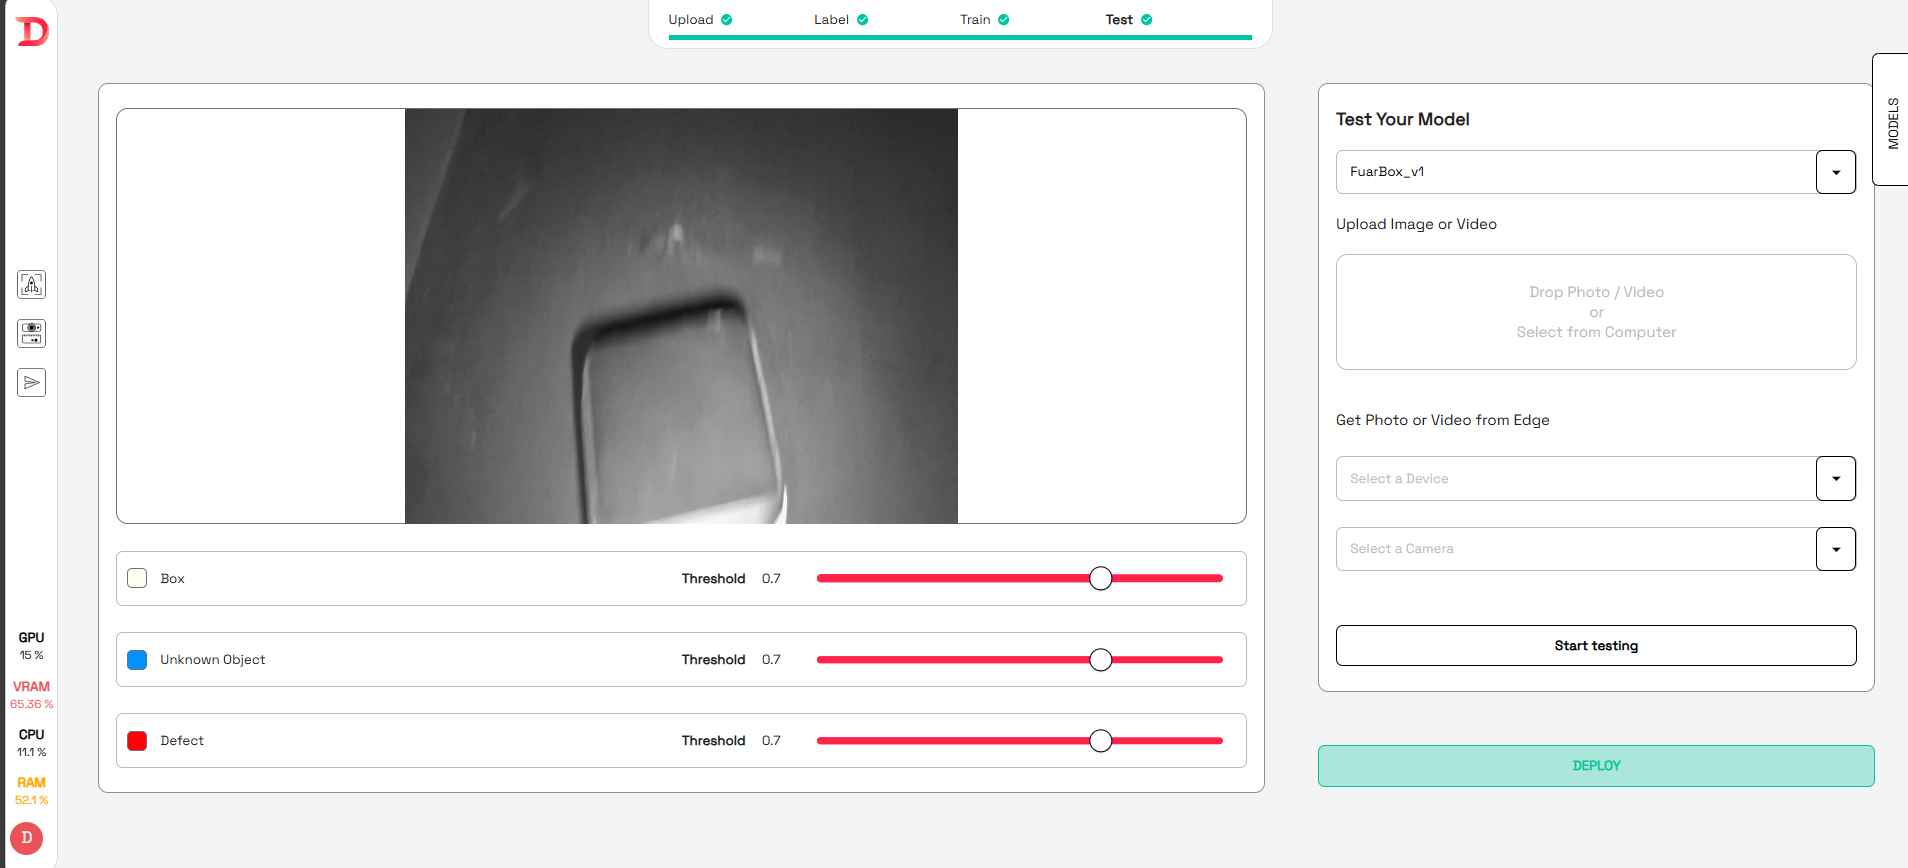 D
Upload
Label
Train
Test
MODELS
Test Your Model
FuarBox_v1
Upload Image or Video
Drop Photo / Video
or
Select from Computer
Get Photo or Video from Edge
Select a Device
Select a Camera
Start testing
DEPLOY
Box
Threshold 0.7
Unknown Object
Threshold 0.7
Defect
Threshold 0.7
GPU
15 %
VRAM
65.36 %
CPU
11.1 %
RAM
52.1 %
D